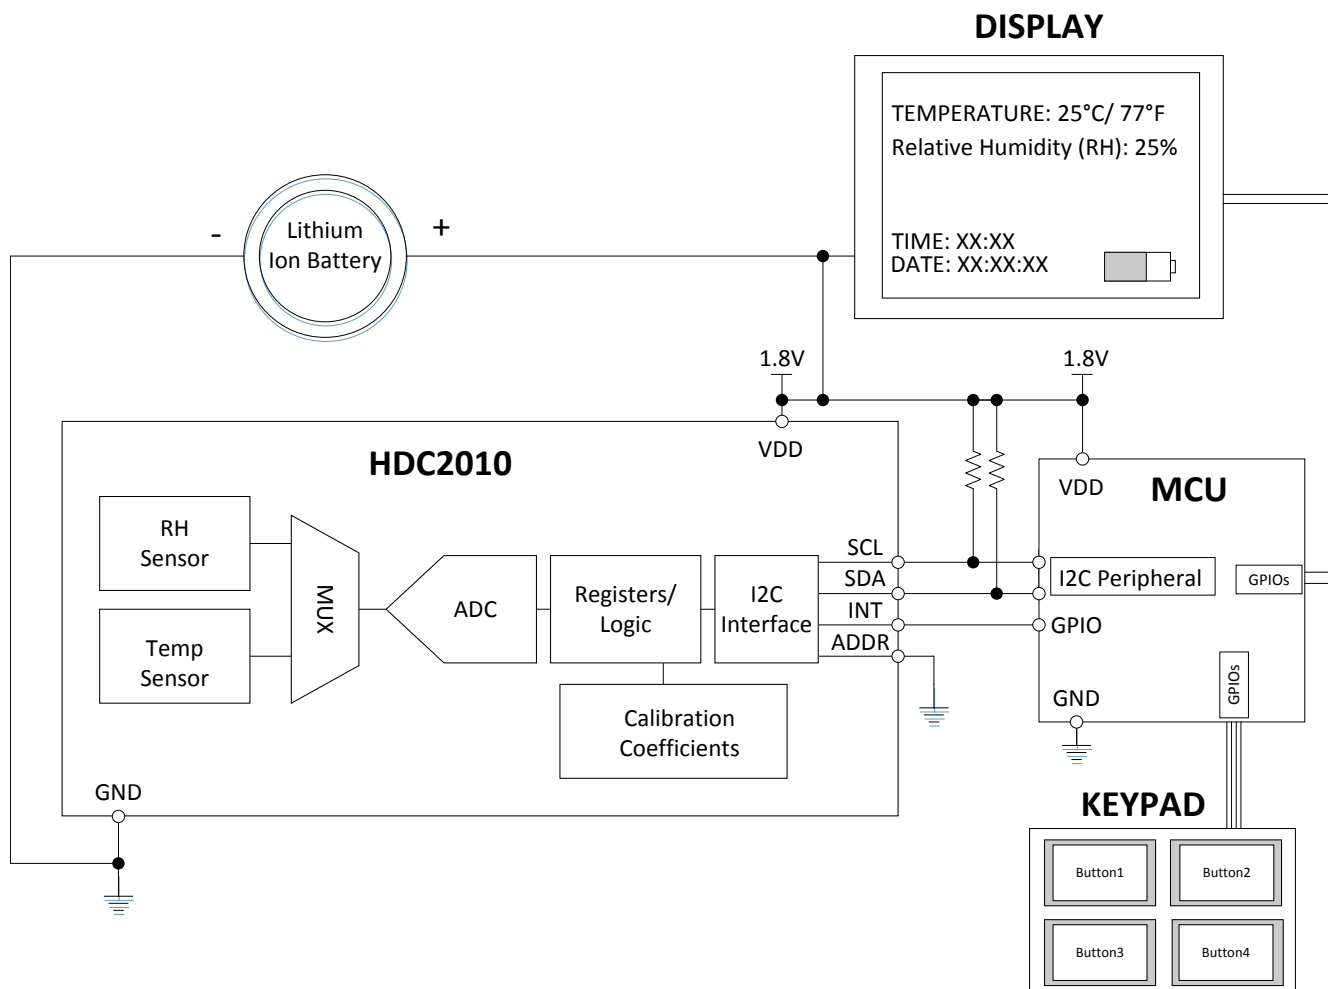 DISPLAY
TEMPERATURE: 25°C/ 77°F
Relative Humidity (RH): 25%
TIME: XX:XX
DATE: XX:XX:XX
-
Lithium
Ion Battery
+
1.8V
1.8V
VDD
HDC2010
RH
Sensor
Temp
Sensor
MUX
ADC
Registers/
Logic
I2C
Interface
Calibration
Coefficients
SCL
SDA
INT
ADDR
GND
VDD
MCU
I2C Peripheral
GPIOs
GPIO
GPIOs
GND
KEYPAD
Button1
Button2
Button3
Button4